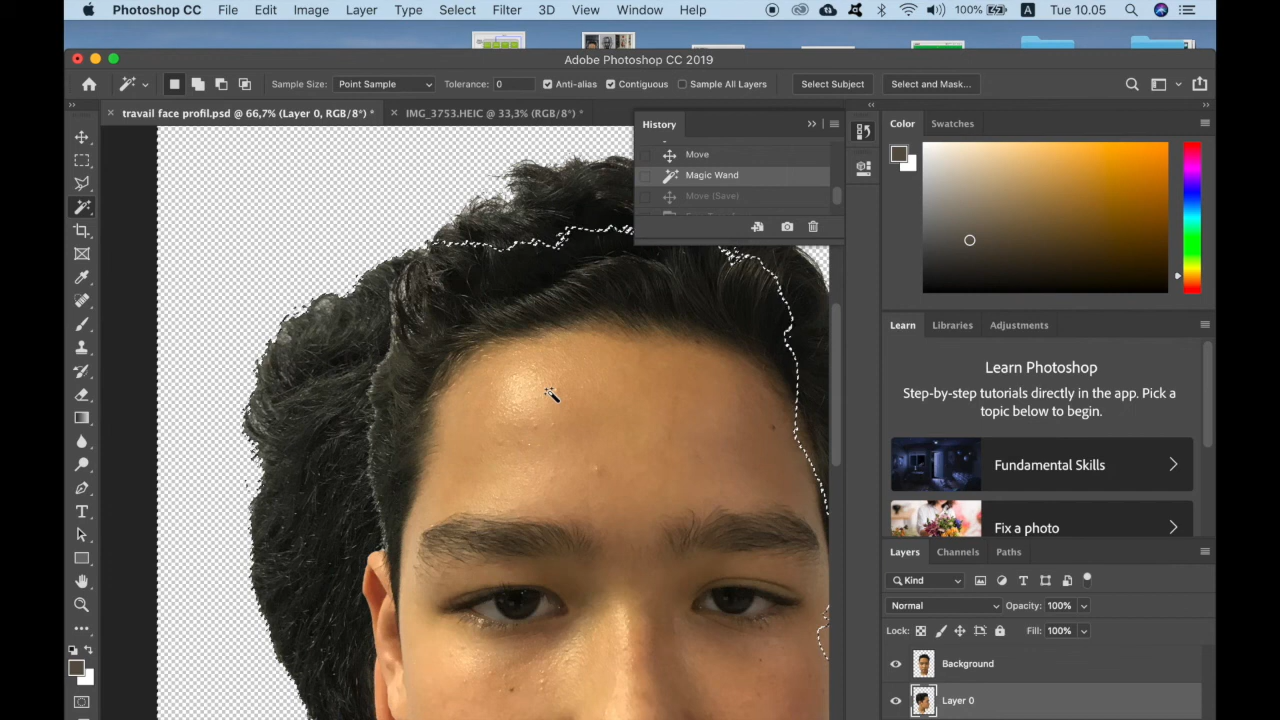 Photoshop CC File Edit Image Layer Type Select Filter 3D View Window Help 100% A Tue 10.05
Adobe Photoshop CC 2019
Sample Size: Point Sample Tolerance: 0 Anti-alias Contiguous Sample All Layers Select Subject Select and Mask...
travail face profil.psd @ 66,7% (Layer 0, RGB/8*) * IMG_3753.HEIC @ 33,3% (RGB/8*) *
History
Move
Magic Wand
Move (Save)
Color Swatches
Learn Libraries Adjustments
Learn Photoshop
Step-by-step tutorials directly in the app. Pick a
topic below to begin.
Fundamental Skills
Fix a photo
Layers Channels Paths
Kind
Normal Opacity: 100%
Lock: Fill: 100%
Background
Layer 0